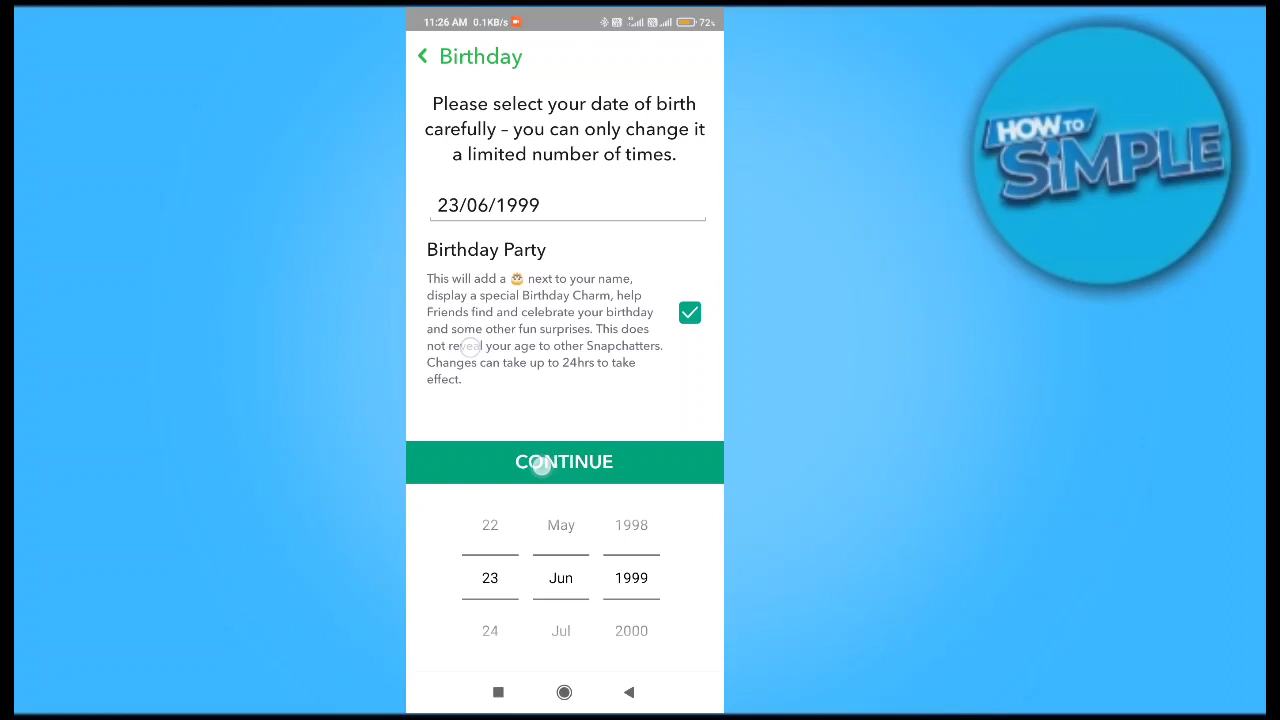 11:26 AM 0.1KB/s 72%
Birthday
Please select your date of birth
carefully – you can only change it
a limited number of times.
23/06/1999
Birthday Party
This will add a 🎂 next to your name,
display a special Birthday Charm, help
Friends find and celebrate your birthday
and some other fun surprises. This does
not reveal your age to other Snapchatters.
Changes can take up to 24hrs to take
effect.
CONTINUE
22 May 1998
23 Jun 1999
24 Jul 2000
HOW TO
SiMPLE